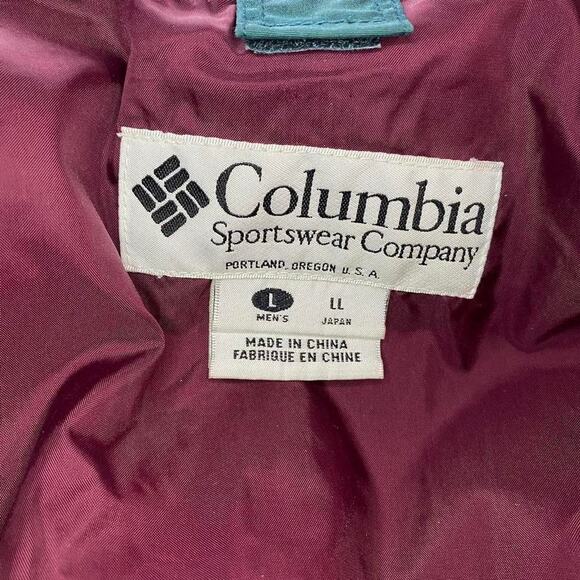 Columbia
Sportswear Company
PORTLAND, OREGON U.S.A.
L LL
MEN'S JAPAN
MADE IN CHINA
FABRIQUE EN CHINE